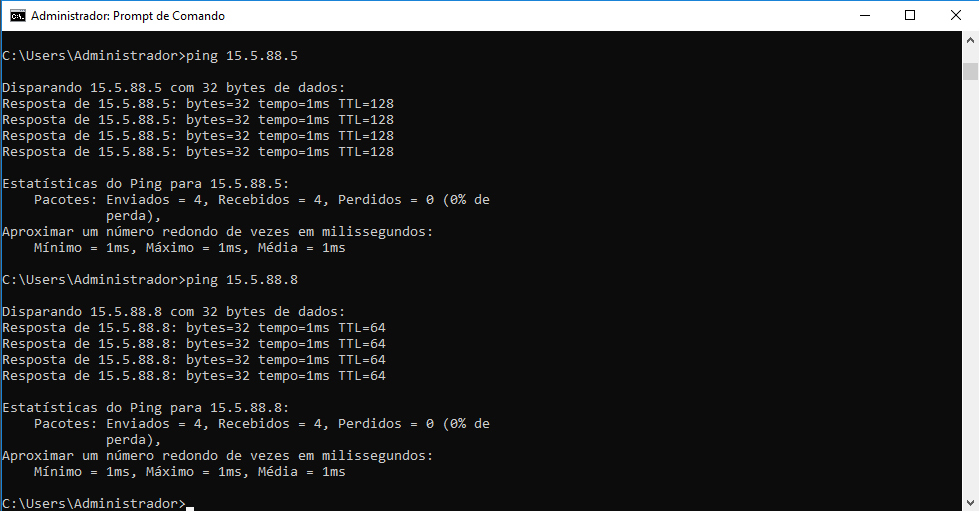 Administrador: Prompt de Comando
C:\Users\Administrador>ping 15.5.88.5
Disparando 15.5.88.5 com 32 bytes de dados:
Resposta de 15.5.88.5: bytes=32 tempo=1ms TTL=128
Resposta de 15.5.88.5: bytes=32 tempo=1ms TTL=128
Resposta de 15.5.88.5: bytes=32 tempo=1ms TTL=128
Resposta de 15.5.88.5: bytes=32 tempo=1ms TTL=128
Estatísticas do Ping para 15.5.88.5:
Pacotes: Enviados = 4, Recebidos = 4, Perdidos = 0 (0% de
perda),
Aproximar um número redondo de vezes em milissegundos:
Mínimo = 1ms, Máximo = 1ms, Média = 1ms
C:\Users\Administrador>ping 15.5.88.8
Disparando 15.5.88.8 com 32 bytes de dados:
Resposta de 15.5.88.8: bytes=32 tempo=1ms TTL=64
Resposta de 15.5.88.8: bytes=32 tempo=1ms TTL=64
Resposta de 15.5.88.8: bytes=32 tempo=1ms TTL=64
Resposta de 15.5.88.8: bytes=32 tempo=1ms TTL=64
Estatísticas do Ping para 15.5.88.8:
Pacotes: Enviados = 4, Recebidos = 4, Perdidos = 0 (0% de
perda),
Aproximar um número redondo de vezes em milissegundos:
Mínimo = 1ms, Máximo = 1ms, Média = 1ms
C:\Users\Administrador>